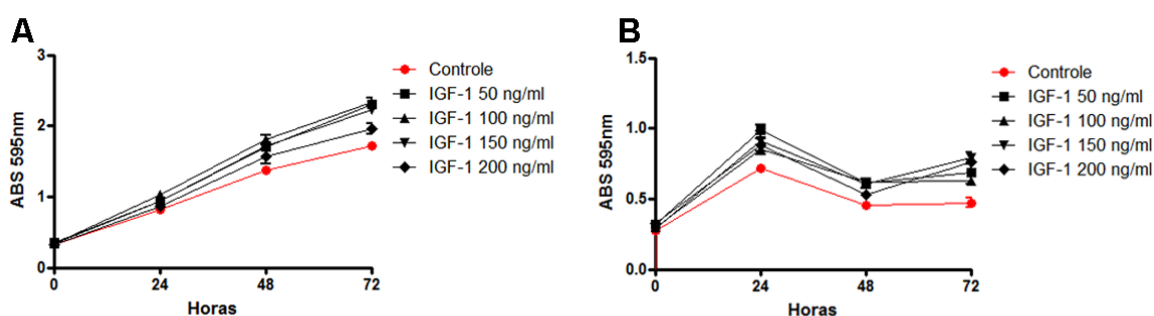 A
ABS 595nm
3
2
1
0
0 24 48 72
Horas
Controle
IGF-1 50 ng/ml
IGF-1 100 ng/ml
IGF-1 150 ng/ml
IGF-1 200 ng/ml
B
ABS 595nm
1.5
1.0
0.5
0.0
0 24 48 72
Horas
Controle
IGF-1 50 ng/ml
IGF-1 100 ng/ml
IGF-1 150 ng/ml
IGF-1 200 ng/ml